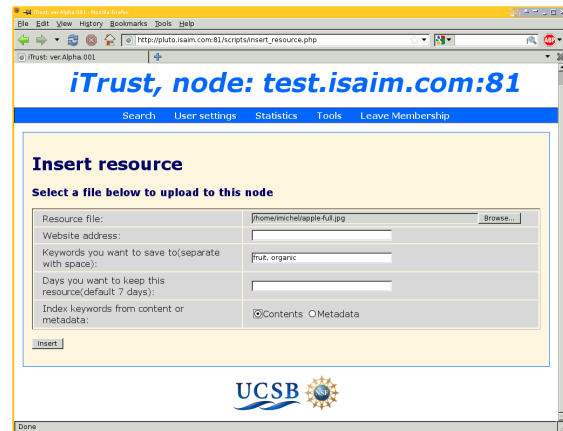 iTrust: ver.Alpha.001 - Mozilla Firefox
File Edit View History Bookmarks Tools Help
http://pluto.isaim.com:81/scripts/insert_resource.php
ABP
iTrust: ver.Alpha.001
iTrust, node: test.isaim.com:81
Search User settings Statistics Tools Leave Membership
Insert resource
Select a file below to upload to this
node
Resource file: /home/imichel/apple-full.jpg Browse...
Website address:
Keywords you want to save to(separate
with space): fruit, organic
Days you want to keep this
resource(default 7 days):
Index keywords from content or
metadata: Contents Metadata
Insert
UCSB NSF
Done